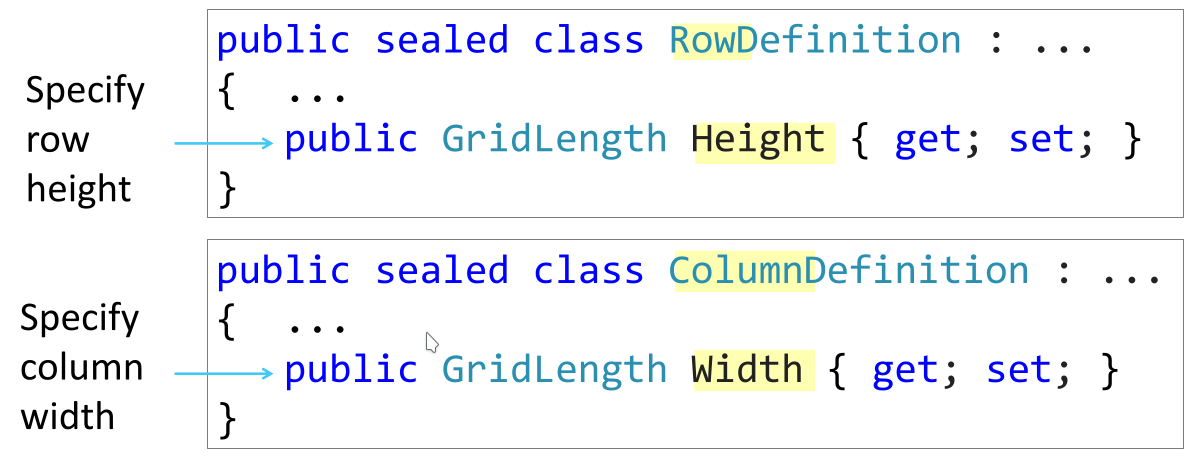 public sealed class RowDefinition : ...
{ ...
public GridLength Height { get; set; }
}
Specify
row
height
public sealed class ColumnDefinition : ...
{ ...
public GridLength Width { get; set; }
}
Specify
column
width